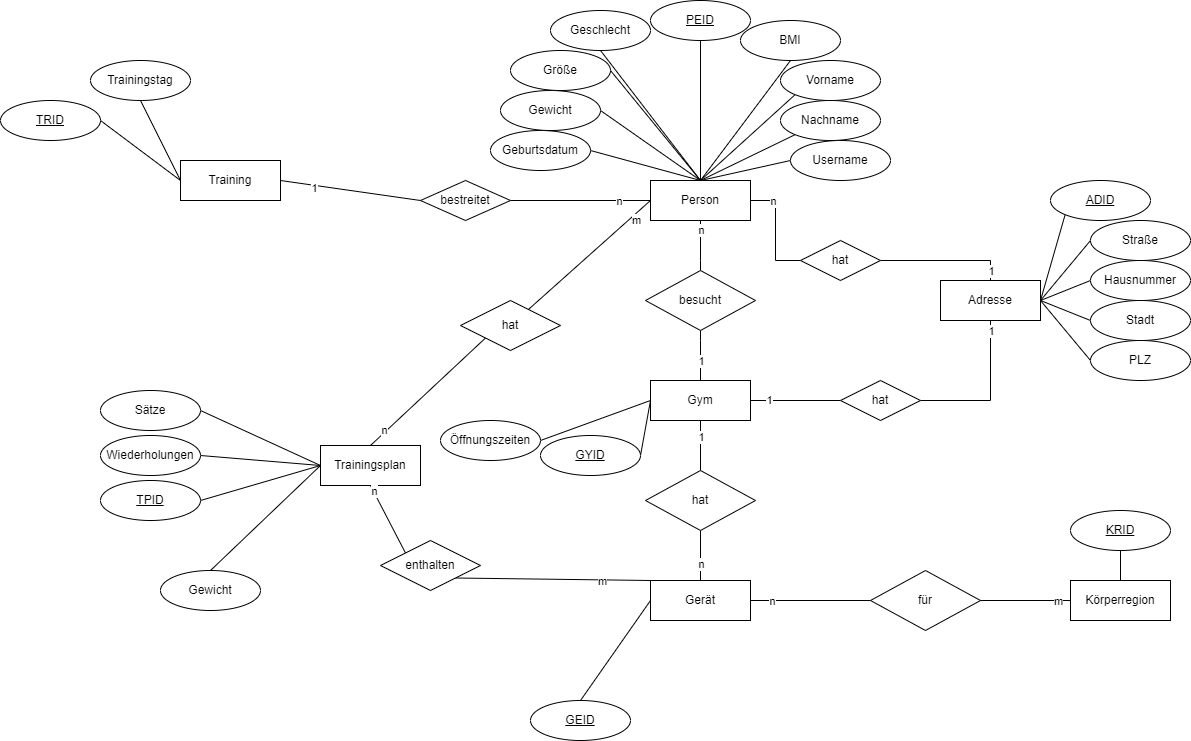 PEID
Geschlecht
BMI
Größe
Vorname
Trainingstag
Gewicht
Nachname
TRID
Geburtsdatum
Username
Training
1
bestreitet
n
Person
n
m
n
ADID
Straße
hat
1
Hausnummer
besucht
Adresse
hat
Stadt
1
PLZ
1
Sätze
Gym
1
hat
n
Öffnungszeiten
1
Wiederholungen
Trainingsplan
GYID
n
TPID
hat
KRID
enthalten
n
m
Gewicht
Gerät
n
für
m
Körperregion
GEID